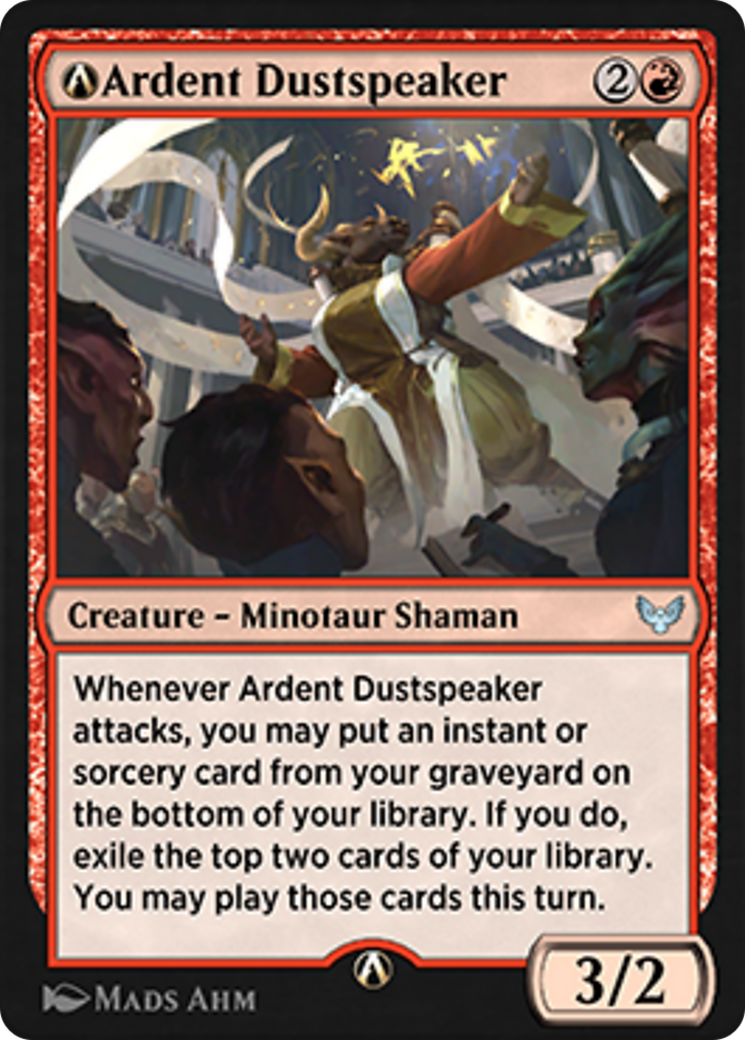 Ardent Dustspeaker 2
Creature – Minotaur Shaman
Whenever Ardent Dustspeaker
attacks, you may put an instant or
sorcery card from your graveyard on
the bottom of your library. If you do,
exile the top two cards of your library.
You may play those cards this turn.
3/2
Mads Ahm